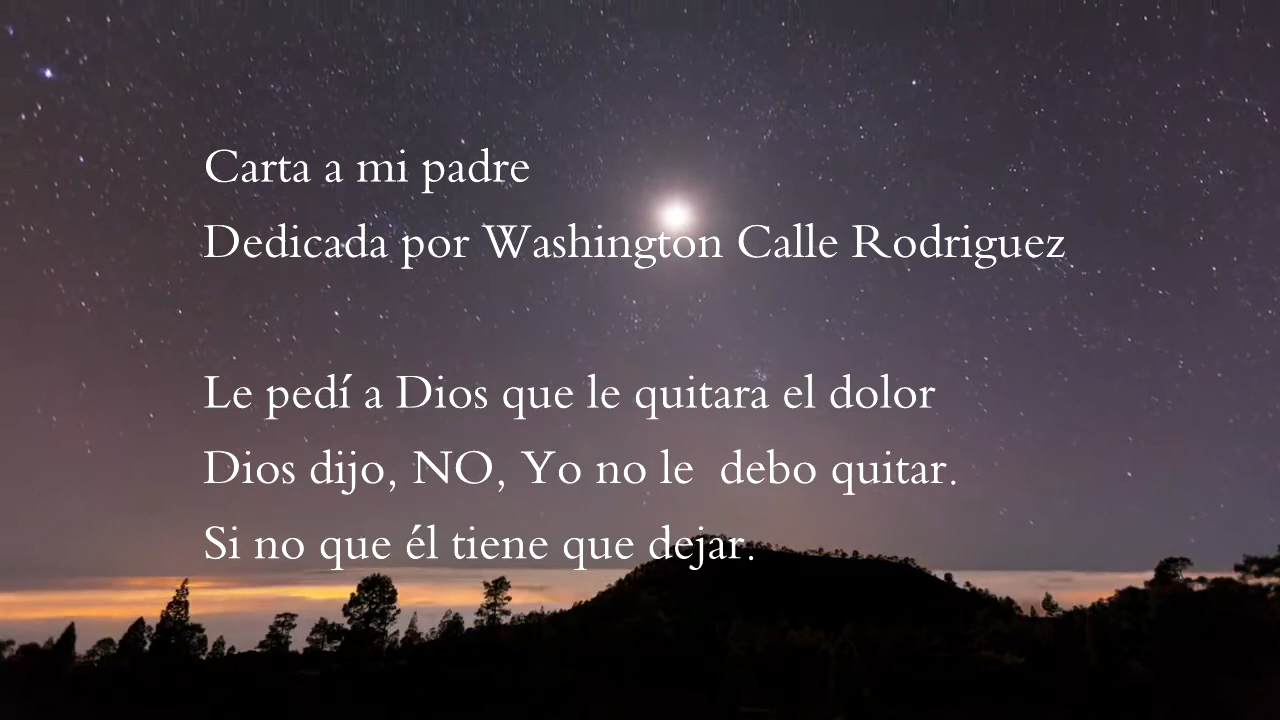 Carta a mi padre
Dedicada por Washington Calle Rodriguez
Le pedí a Dios que le quitara el dolor
Dios dijo, NO, Yo no le  debo quitar.
Si no que él tiene que dejar.